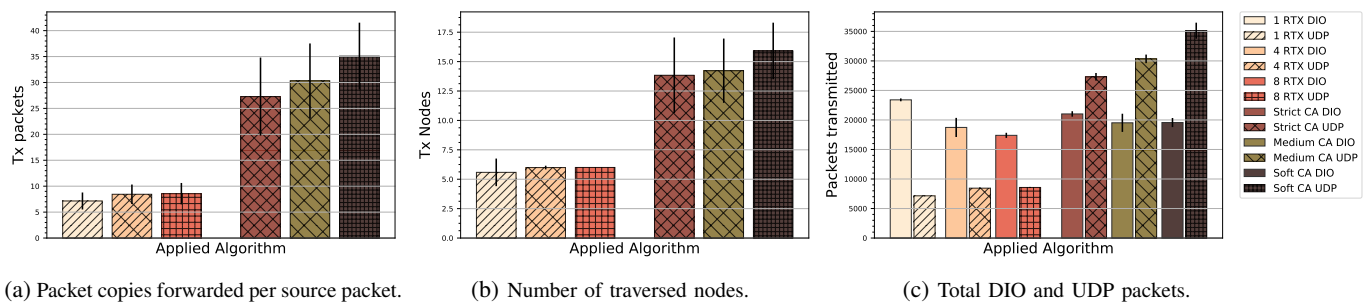 40
35
30
25
20
15
10
5
0
Tx packets
Applied Algorithm
17.5
15.0
12.5
10.0
7.5
5.0
2.5
0.0
Tx Nodes
Applied Algorithm
35000
30000
25000
20000
15000
10000
5000
0
Packets transmitted
Applied Algorithm
1 RTX DIO
1 RTX UDP
4 RTX DIO
4 RTX UDP
8 RTX DIO
8 RTX UDP
Strict CA DIO
Strict CA UDP
Medium CA DIO
Medium CA UDP
Soft CA DIO
Soft CA UDP
(a) Packet copies forwarded per source packet.
(b) Number of traversed nodes.
(c) Total DIO and UDP packets.